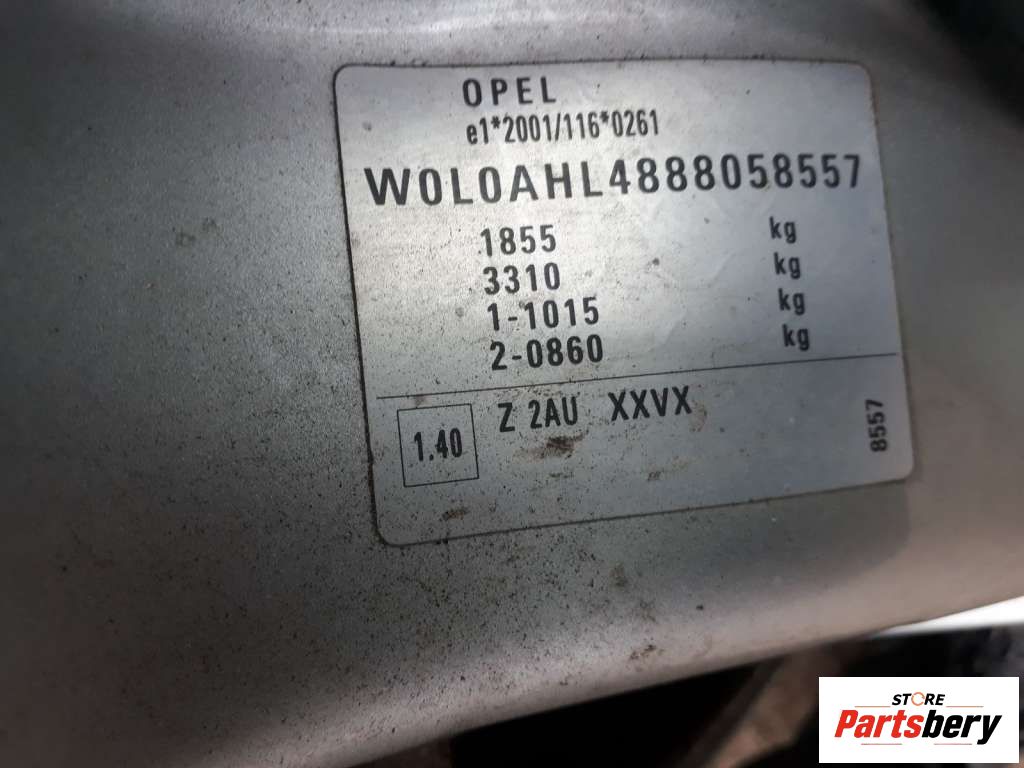 OPEL
e1*2001/116*0261
W0L0AHL4888058557
1855 kg
3310 kg
1-1015 kg
2-0860 kg
1.40 Z 2AU XXVX
8557
STORE
Partsbery